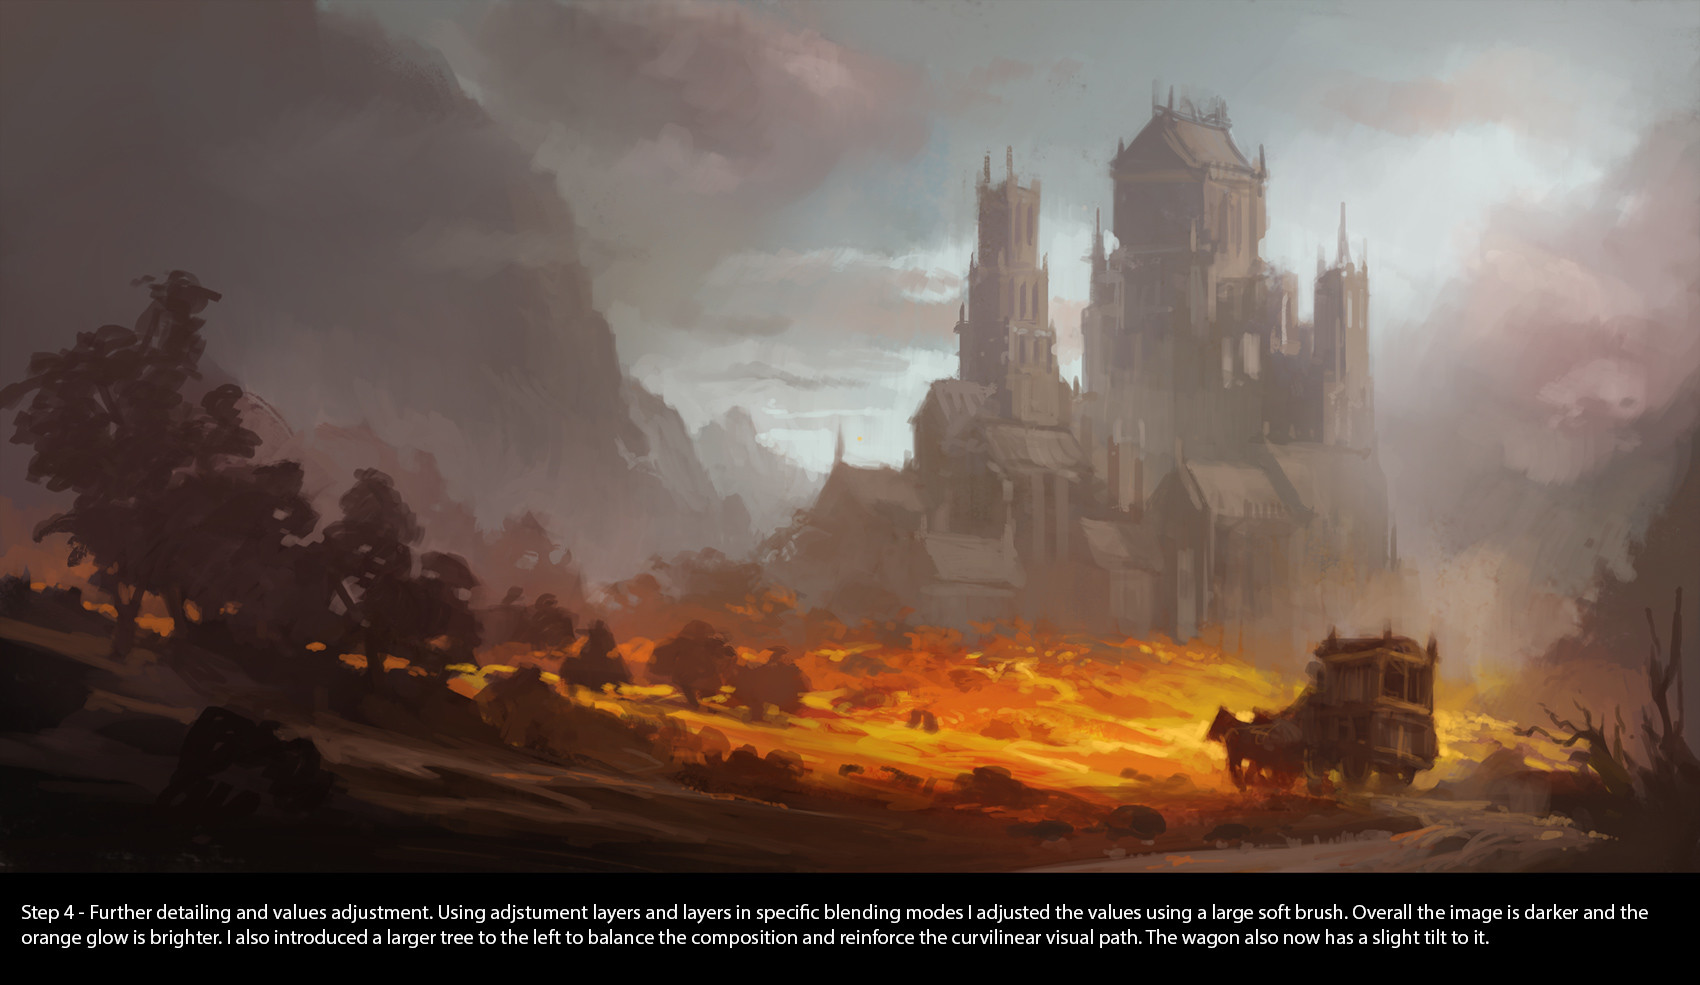 Step 4 - Further detailing and values adjustment. Using adjstument layers and layers in specific blending modes I adjusted the values using a large soft brush. Overall the image is darker and the
orange glow is brighter. I also introduced a larger tree to the left to balance the composition and reinforce the curvilinear visual path. The wagon also now has a slight tilt to it.